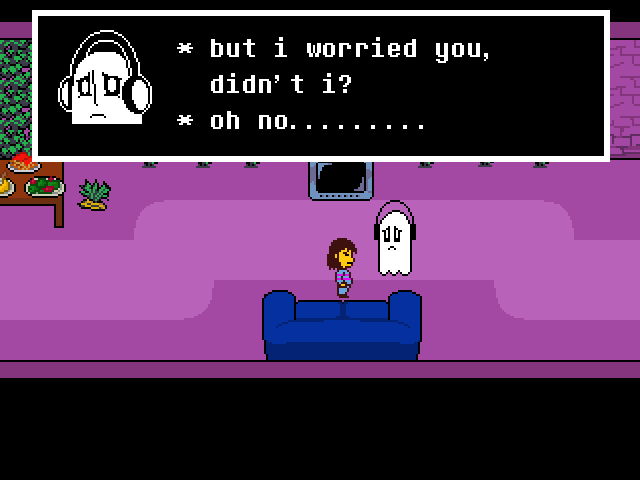 * but i worried you,
didn't i?
* oh no.........